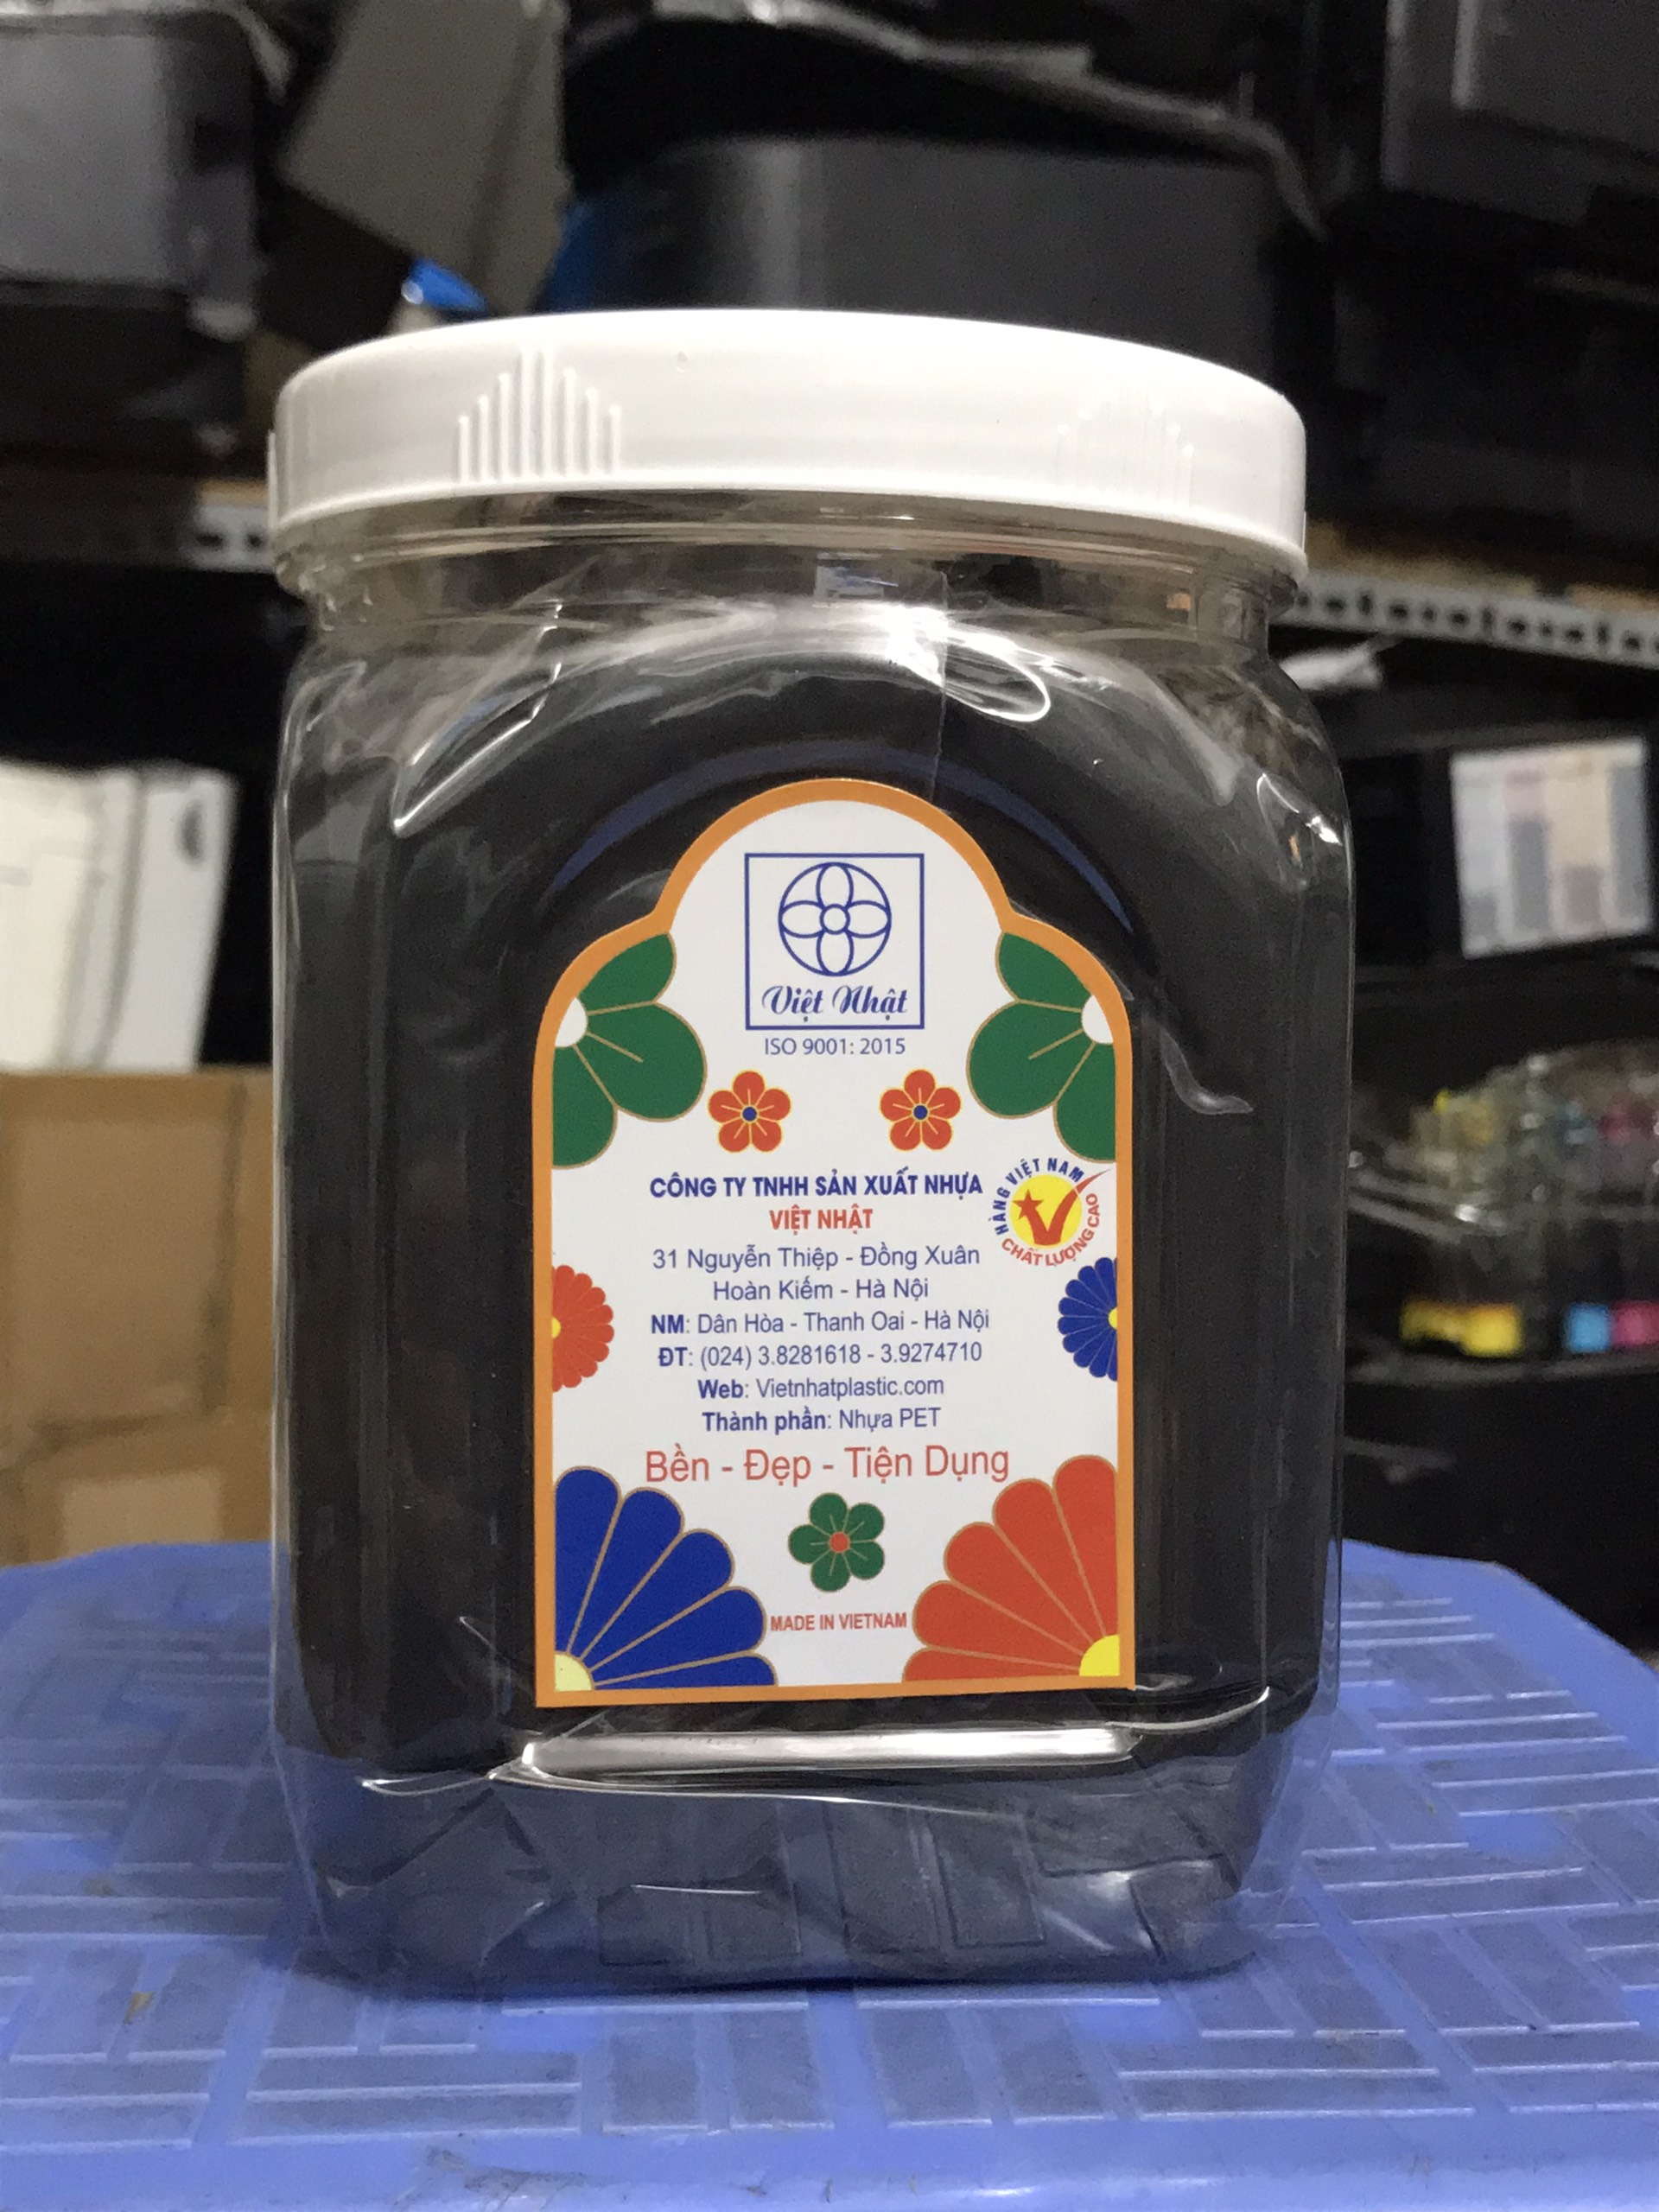 Việt Nhật
ISO 9001: 2015
CÔNG TY TNHH SẢN XUẤT NHỰA
VIỆT NHẬT
HÀNG VIỆT NAM
CHẤT LƯỢNG CAO
31 Nguyễn Thiệp - Đồng Xuân
Hoàn Kiếm - Hà Nội
NM: Dân Hòa - Thanh Oai - Hà Nội
ĐT: (024) 3.8281618 - 3.9274710
Web: Vietnhatplastic.com
Thành phần: Nhựa PET
Bền - Đẹp - Tiện Dụng
MADE IN VIETNAM